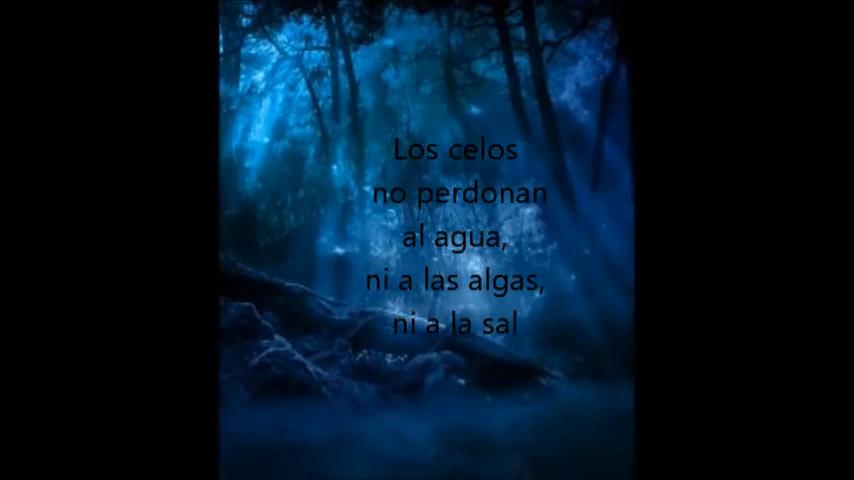 Los celos
no perdonan
al agua,
ni a las algas,
ni a la sal